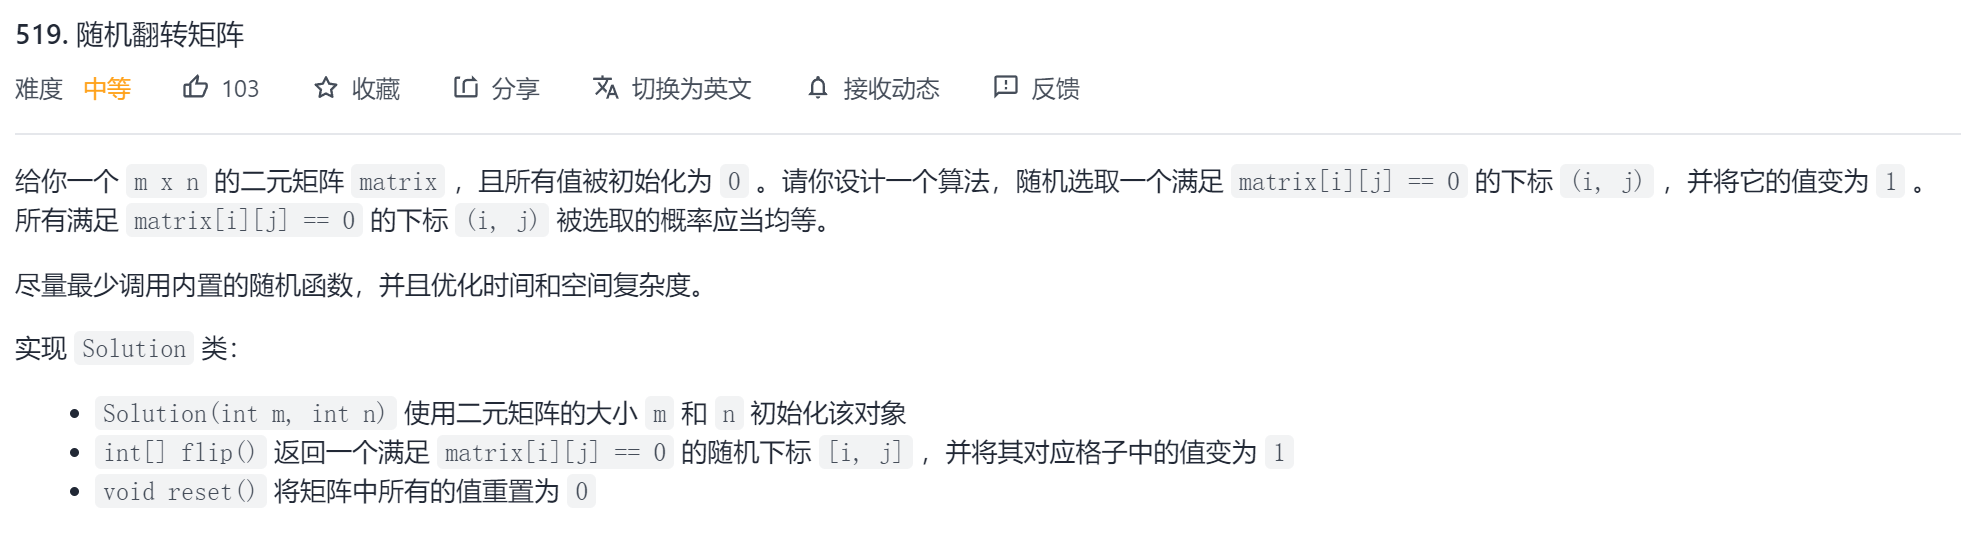 519. 随机翻转矩阵
难度 中等 103 收藏 分享 切换为英文 接收动态 反馈
给你一个 m x n 的二元矩阵 matrix ，且所有值被初始化为 0 。请你设计一个算法，随机选取一个满足 matrix[i][j] == 0 的下标 (i, j) ，并将它的值变为 1 。
所有满足 matrix[i][j] == 0 的下标 (i, j) 被选取的概率应当均等。
尽量最少调用内置的随机函数，并且优化时间和空间复杂度。
实现 Solution 类：
• Solution(int m, int n) 使用二元矩阵的大小 m 和 n 初始化该对象
• int[] flip() 返回一个满足 matrix[i][j] == 0 的随机下标 [i, j] ，并将其对应格子中的值变为 1
• void reset() 将矩阵中所有的值重置为 0